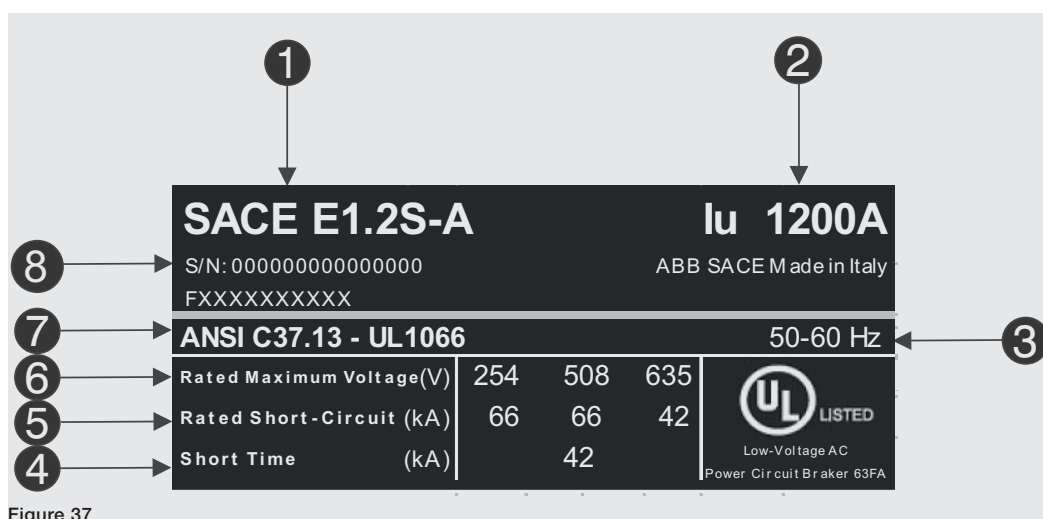 1 2
SACE E1.2S-A Iu 1200A
8 S/N: 000000000000000 ABB SACE Made in Italy
FXXXXXXXXXX
7 ANSI C37.13 - UL1066 50-60 Hz 3
6 Rated Maximum Voltage(V) 254 508 635
5 Rated Short-Circuit (kA) 66 66 42
UL LISTED
4 Short Time (kA) 42
Low-Voltage AC
Power Circuit Braker 63FA
Figure 37